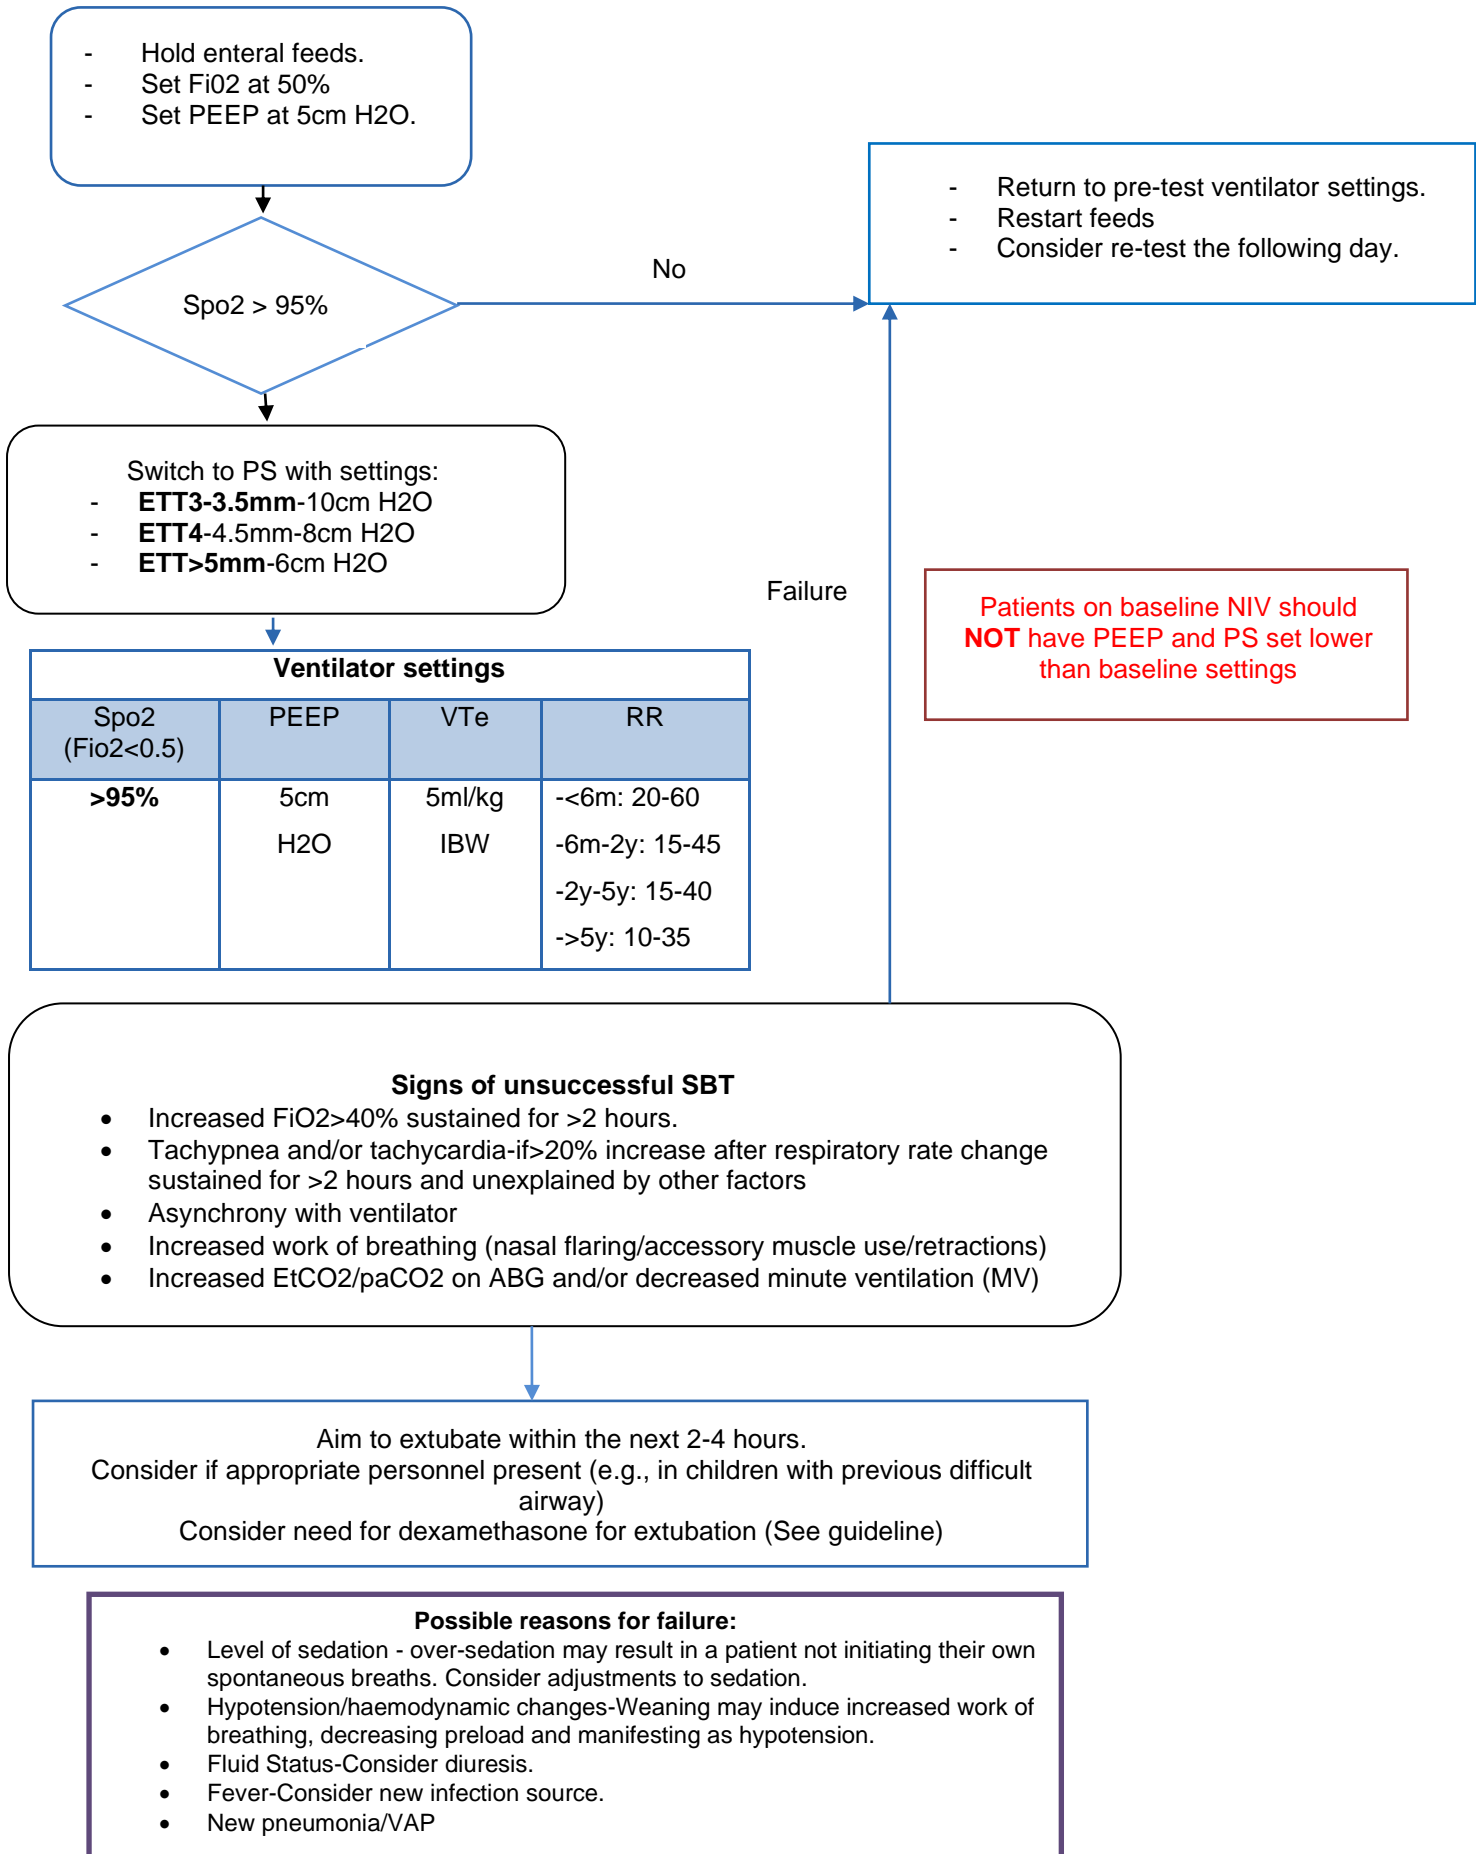 - Hold enteral feeds.
- Set Fi02 at 50%
- Set PEEP at 5cm H2O.
- Return to pre-test ventilator settings.
- Restart feeds
- Consider re-test the following day.
No
Spo2 > 95%
Switch to PS with settings:
- ETT3-3.5mm-10cm H2O
- ETT4-4.5mm-8cm H2O
- ETT>5mm-6cm H2O
Failure
Patients on baseline NIV should
NOT have PEEP and PS set lower
than baseline settings
Ventilator settings
Spo2 PEEP VTe RR
(Fio2<0.5)
>95% 5cm 5ml/kg -<6m: 20-60
H2O IBW -6m-2y: 15-45
-2y-5y: 15-40
->5y: 10-35
Signs of unsuccessful SBT
• Increased FiO2>40% sustained for >2 hours.
• Tachypnea and/or tachycardia-if>20% increase after respiratory rate change
sustained for >2 hours and unexplained by other factors
• Asynchrony with ventilator
• Increased work of breathing (nasal flaring/accessory muscle use/retractions)
• Increased EtCO2/paCO2 on ABG and/or decreased minute ventilation (MV)
Aim to extubate within the next 2-4 hours.
Consider if appropriate personnel present (e.g., in children with previous difficult
airway)
Consider need for dexamethasone for extubation (See guideline)
Possible reasons for failure:
• Level of sedation - over-sedation may result in a patient not initiating their own
spontaneous breaths. Consider adjustments to sedation.
• Hypotension/haemodynamic changes-Weaning may induce increased work of
breathing, decreasing preload and manifesting as hypotension.
• Fluid Status-Consider diuresis.
• Fever-Consider new infection source.
• New pneumonia/VAP